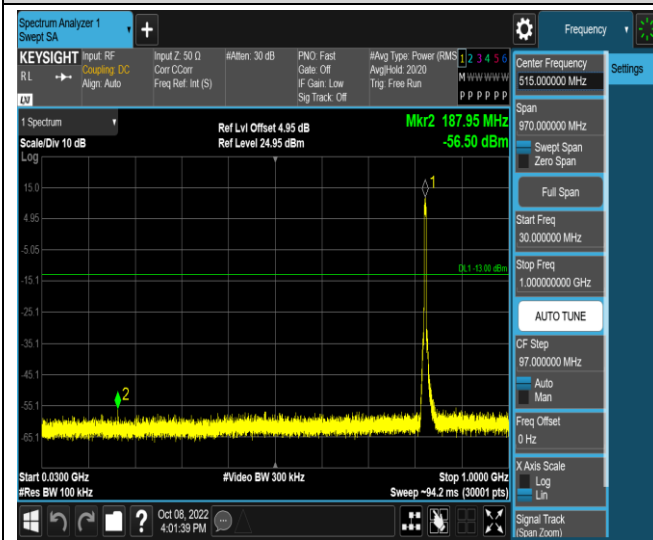 Spectrum Analyzer 1
Swept SA
+
Frequency
KEYSIGHT
RL
LXI
Input: RF
Coupling: DC
Align: Auto
Input Z: 50 Ω
Corr CCorr
Freq Ref: Int (S)
#Atten: 30 dB
PNO: Fast
Gate: Off
IF Gain: Low
Sig Track: Off
#Avg Type: Power (RMS
Avg|Hold: 20/20
Trig: Free Run
1 2 3 4 5 6
M W W W W W
P P P P P P
1 Spectrum
Scale/Div 10 dB
Log
Ref Lvl Offset 4.95 dB
Ref Level 24.95 dBm
Mkr2 187.95 MHz
-56.50 dBm
15.0
4.95
-5.05
-15.1
-25.1
-35.1
-45.1
-55.1
-65.1
1
DL1 -13.00 dBm
2
Start 0.0300 GHz
#Res BW 100 kHz
#Video BW 300 kHz
Stop 1.0000 GHz
Sweep ~94.2 ms (30001 pts)
?
Oct 08, 2022
4:01:39 PM
Center Frequency
515.000000 MHz
Settings
Span
970.000000 MHz
Swept Span
Zero Span
Full Span
Start Freq
30.000000 MHz
Stop Freq
1.000000000 GHz
AUTO TUNE
CF Step
97.000000 MHz
Auto
Man
Freq Offset
0 Hz
X Axis Scale
Log
Lin
Signal Track
(Span Zoom)